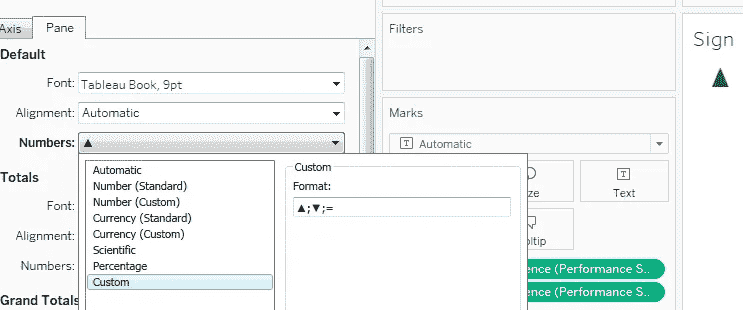 Axis
Pane
Default
Font:
Tableau Book, 9pt
Alignment:
Automatic
Numbers:
▲
Automatic
Number (Standard)
Number (Custom)
Currency (Standard)
Currency (Custom)
Scientific
Percentage
Custom
Custom
Format:
▲;▼;=
Totals
Font:
Alignment:
Numbers:
Grand Totals
Filters
Marks
Automatic
ze
Text
oltip
ence (Performance S..
ence (Performance S..
Sign
▲